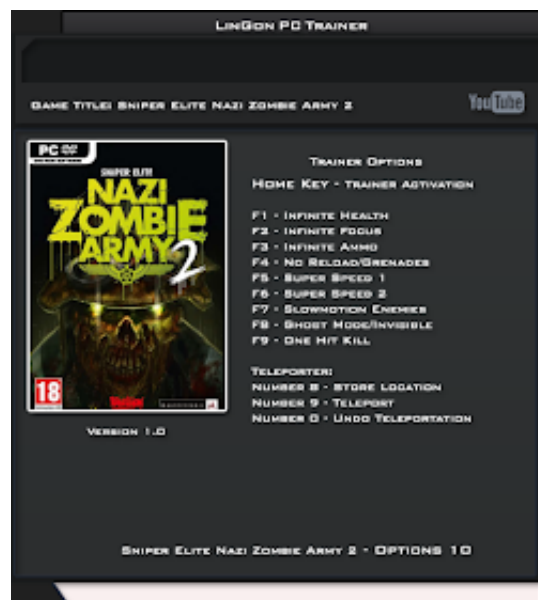 LinGon PC Trainer
Game Title: Sniper Elite Nazi Zombie Army 2
YouTube
PC DVD
SNIPER ELITE
NAZI
ZOMBIE
ARMY 2
18
Rebellion
Version 1.0
Trainer Options
Home Key - Trainer Activation
F1 - Infinite Health
F2 - Infinite Focus
F3 - Infinite Ammo
F4 - No Reload/Grenades
F5 - Super Speed 1
F6 - Super Speed 2
F7 - Slowmotion Enemies
F8 - Ghost Mode/Invisible
F9 - One Hit Kill
Teleporter:
Number 8 - Store Location
Number 9 - Teleport
Number 0 - Undo Teleportation
Sniper Elite Nazi Zombie Army 2 - OPTIONS 10